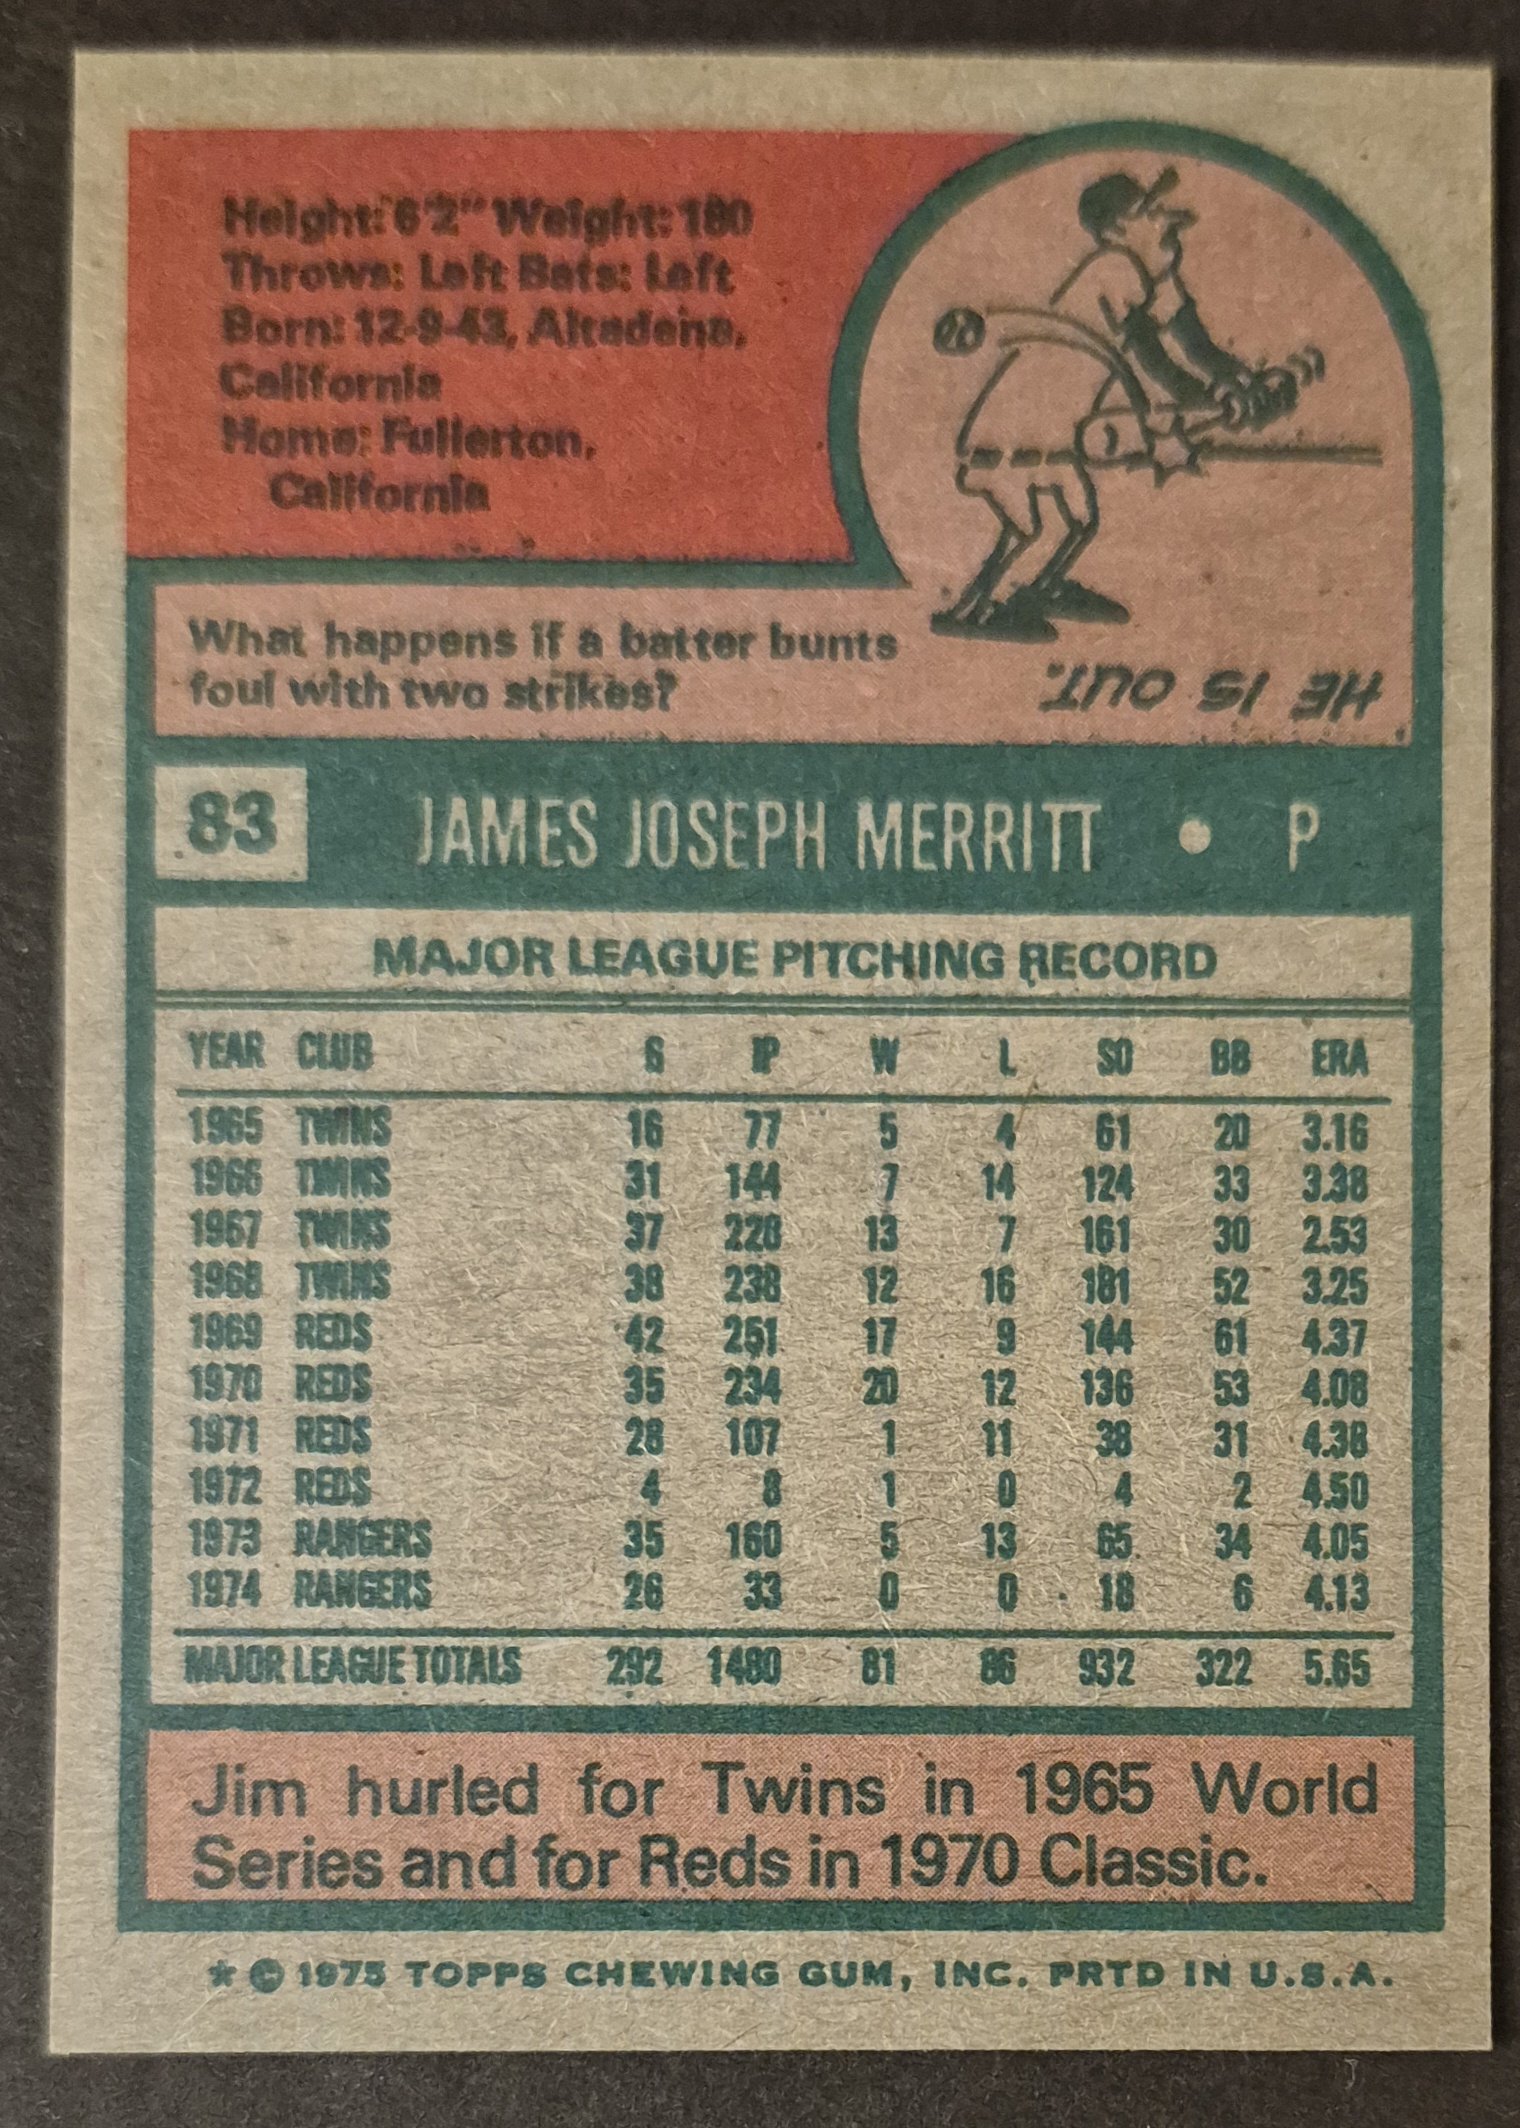 Height: 6'2" Weight: 180
Throws: Left Bats: Left
Born: 12-9-43, Altadena,
California
Home: Fullerton,
California
What happens if a batter bunts
foul with two strikes?
HE IS OUT.
83 JAMES JOSEPH MERRITT • P
MAJOR LEAGUE PITCHING RECORD
YEAR CLUB G IP W L SO BB ERA
1965 TWINS 16 77 5 4 61 20 3.16
1966 TWINS 31 144 7 14 124 33 3.38
1967 TWINS 37 228 13 7 161 30 2.53
1968 TWINS 38 238 12 16 181 52 3.25
1969 REDS 42 251 17 9 144 61 4.37
1970 REDS 35 234 20 12 136 53 4.08
1971 REDS 28 107 1 11 38 31 4.38
1972 REDS 4 8 1 0 4 2 4.50
1973 RANGERS 35 160 5 13 65 34 4.05
1974 RANGERS 26 33 0 0 18 6 4.13
MAJOR LEAGUE TOTALS 292 1480 81 86 932 322 5.65
Jim hurled for Twins in 1965 World
Series and for Reds in 1970 Classic.
* © 1975 TOPPS CHEWING GUM, INC. PRTD IN U.S.A.